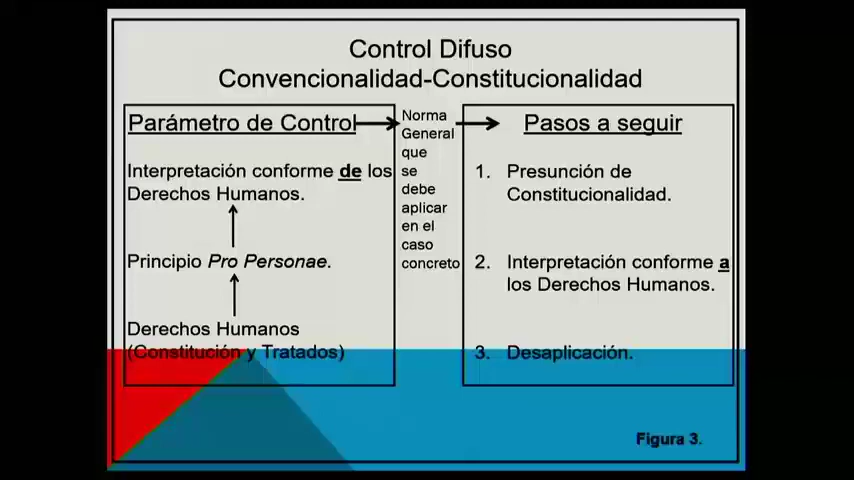 Control Difuso
Convencionalidad-Constitucionalidad
Parámetro de Control
Interpretación conforme de los
Derechos Humanos.
Principio Pro Personae.
Derechos Humanos
(Constitución y Tratados)
Norma
General
que
se
debe
aplicar
en el
caso
concreto
Pasos a seguir
1. Presunción de
Constitucionalidad.
2. Interpretación conforme a
los Derechos Humanos.
3. Desaplicación.
Figura 3.